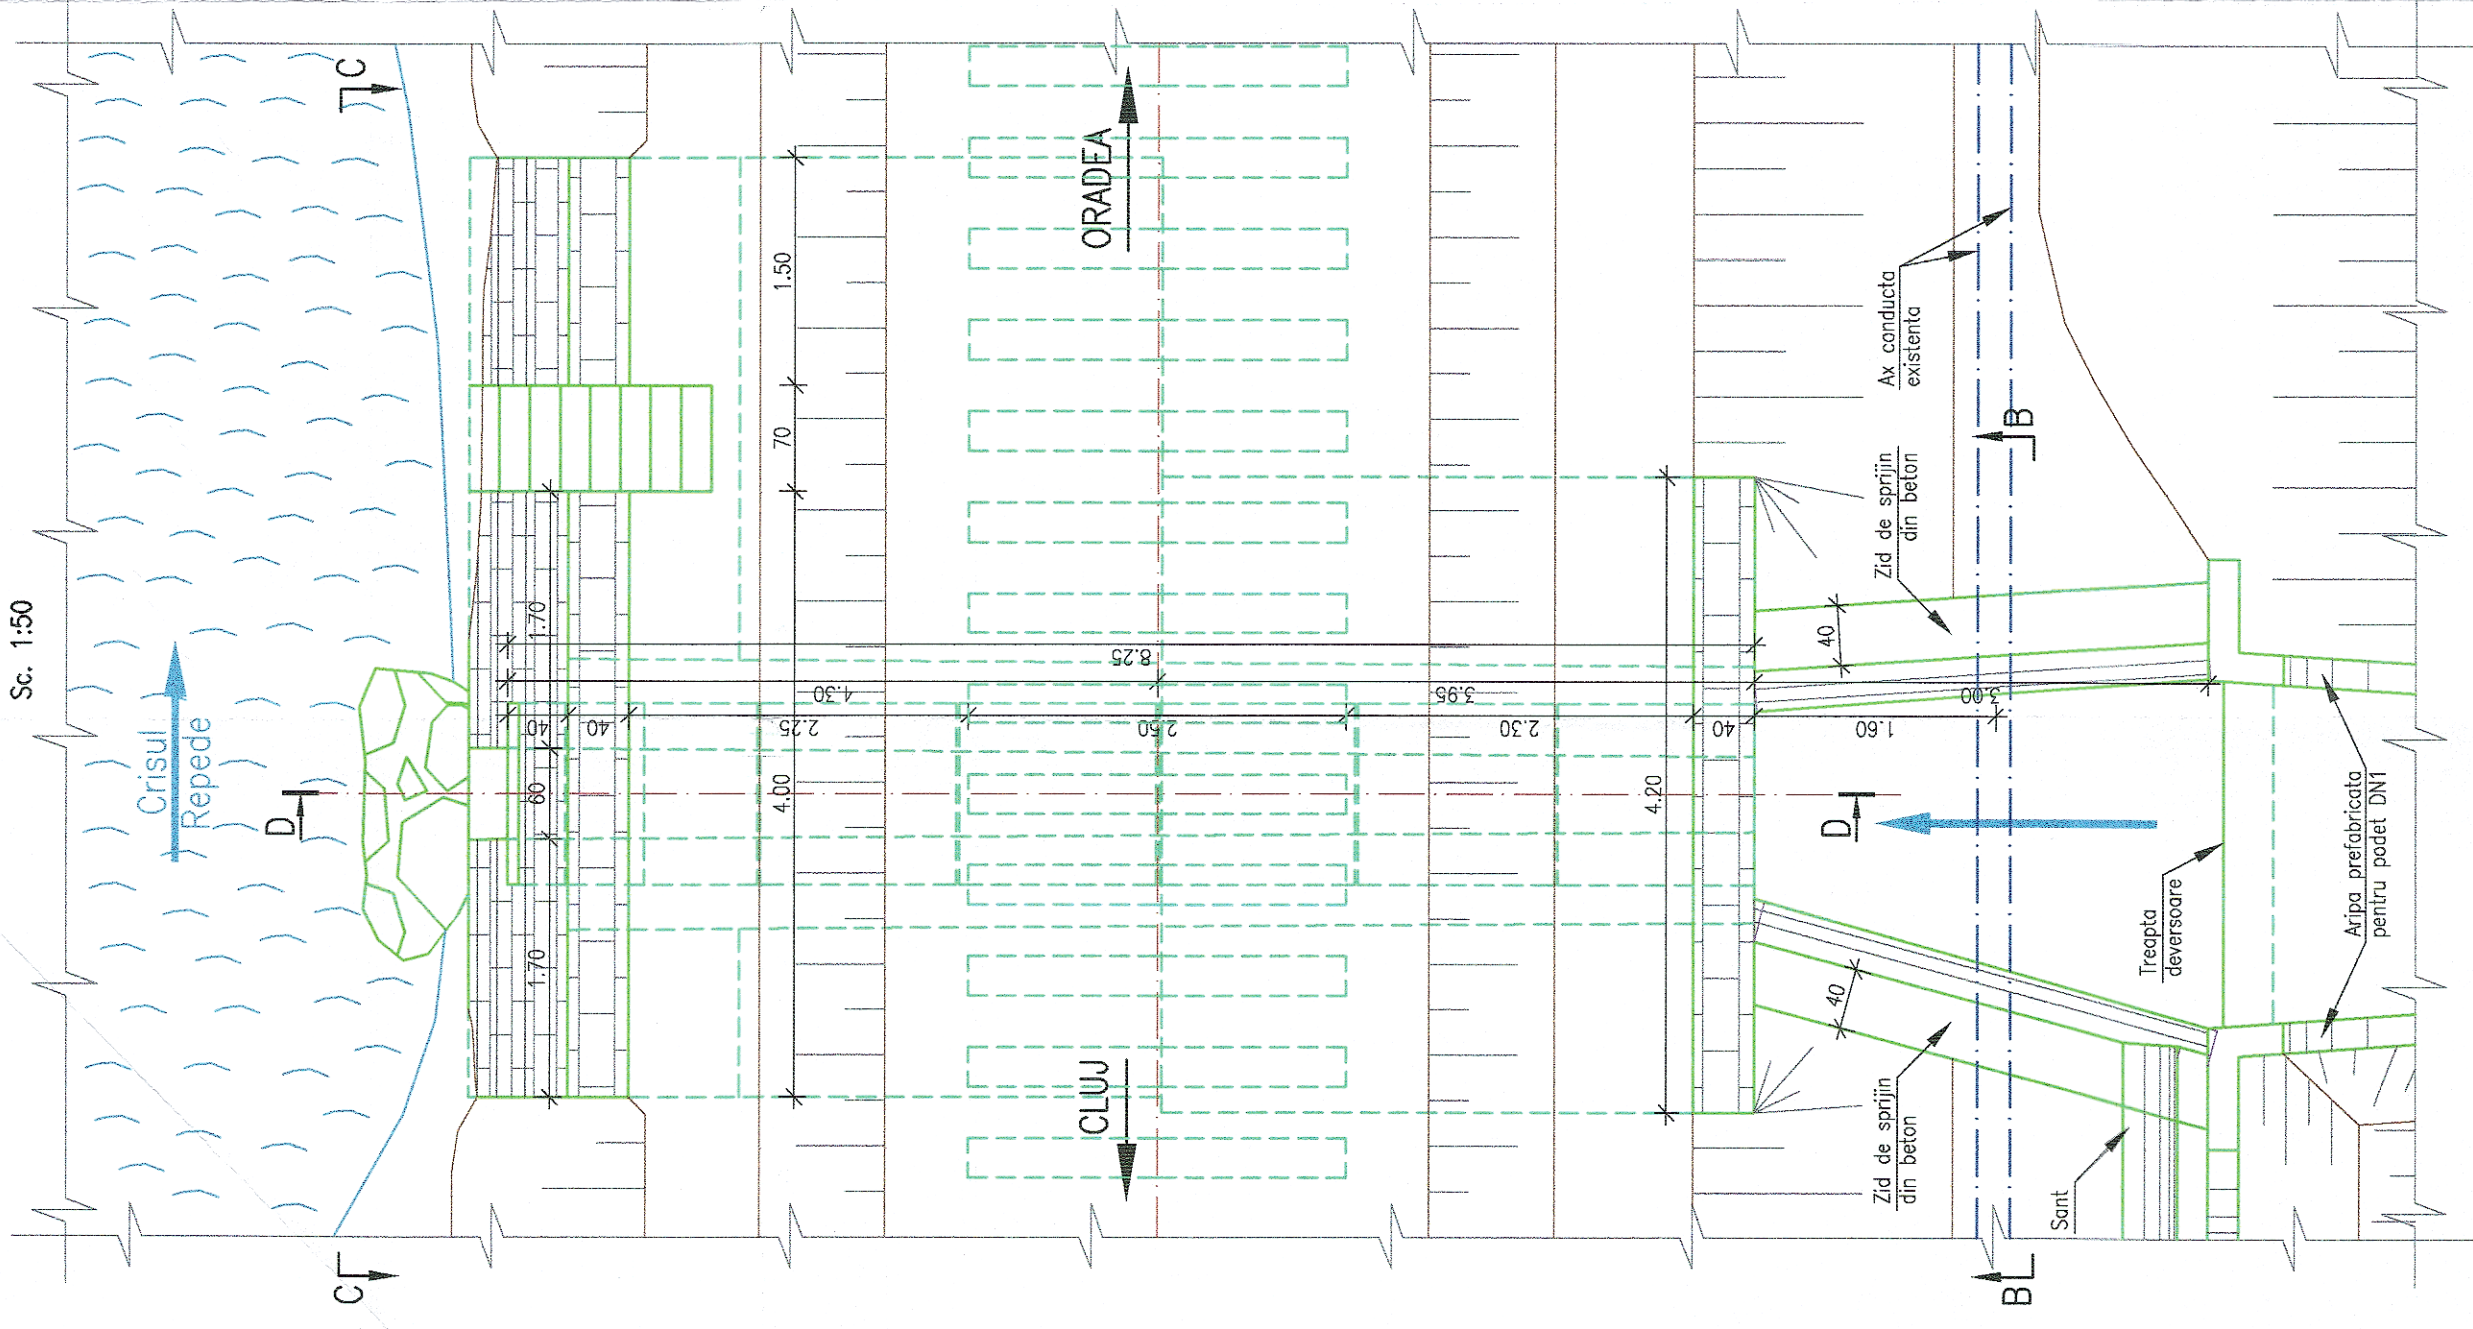 Sc. 1:50
Crisul
Repede
C
C
D
D
B
B
ORADEA
CLUJ
1.50
70
4.00
1.70
60
1.70
40
40
2.25
2.60
2.30
40
1.60
8.25
4.30
3.95
3.00
4.20
40
40
Ax conducta
existenta
Zid de sprijin
din beton
Zid de sprijin
din beton
Treapta
deversoare
Aripa prefabricata
pentru podet DN1
Sant